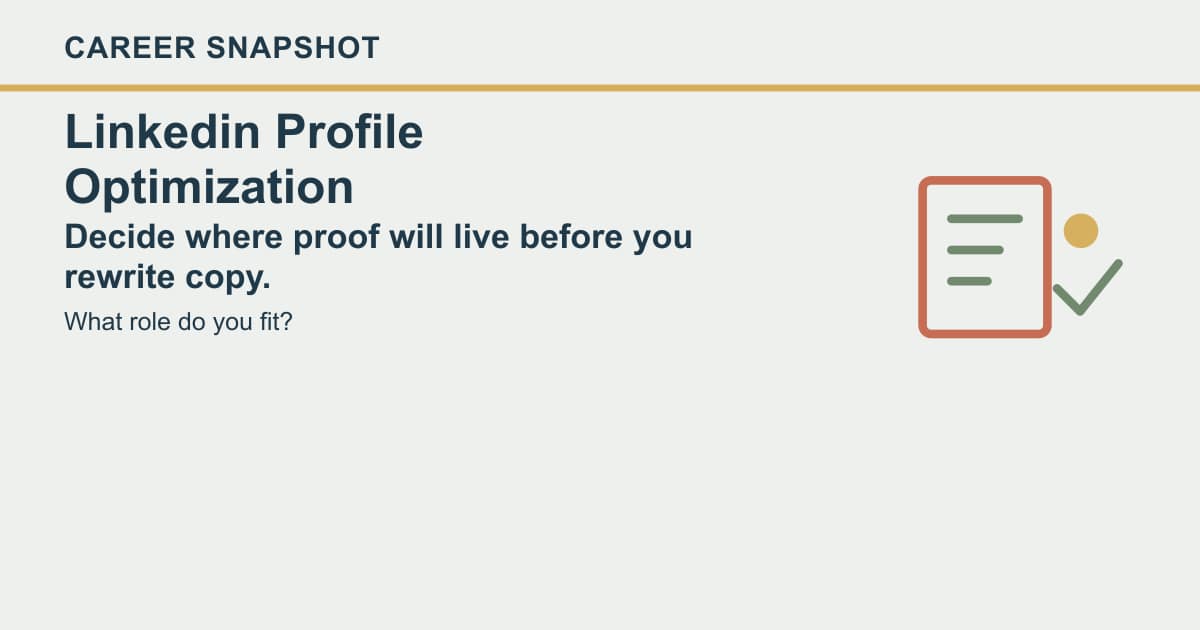 CAREER SNAPSHOT
Linkedin Profile
Optimization
Decide where proof will live before you
rewrite copy.
What role do you fit?